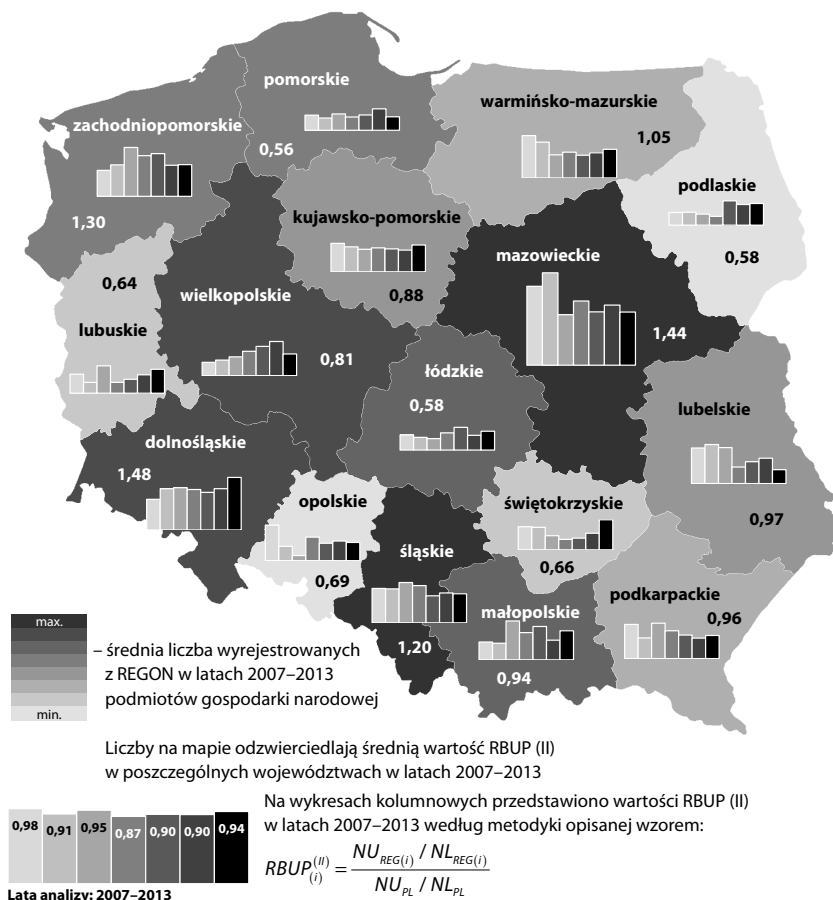 pomorskie
0,56
warmińsko-mazurskie
1,05
zachodniopomorskie
1,30
podlaskie
0,58
kujawsko-pomorskie
0,88
mazowieckie
1,44
0,64
lubuskie
wielkopolskie
0,81
łódzkie
0,58
lubelskie
0,97
dolnośląskie
1,48
opolskie
0,69
śląskie
1,20
świętokrzyskie
0,66
małopolskie
0,94
podkarpackie
0,96
max.
min.
– średnia liczba wyrejestrowanych
z REGON w latach 2007–2013
podmiotów gospodarki narodowej
Liczby na mapie odzwierciedlają średnią wartość RBUP (II)
w poszczególnych województwach w latach 2007–2013
0,98 0,91 0,95 0,87 0,90 0,90 0,94
Lata analizy: 2007–2013
Na wykresach kolumnowych przedstawiono wartości RBUP (II)
w latach 2007–2013 według metodyki opisanej wzorem:
RBUP(i)(II) = NUREG(i) / NLREG(i)
NUPL / NLPL